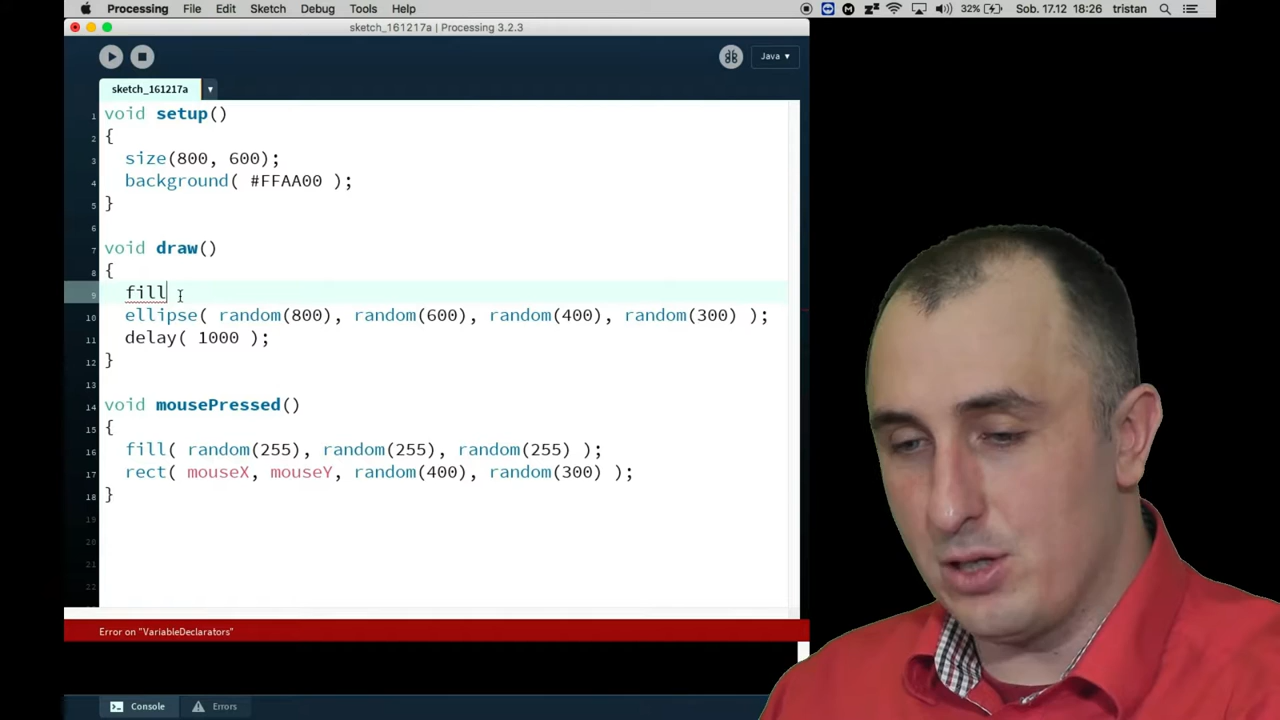 Processing File Edit Sketch Debug Tools Help 32% Sob. 17.12 18:26 tristan
sketch_161217a | Processing 3.2.3
Java ▾
sketch_161217a ▾
1 void setup()
2 {
3 size(800, 600);
4 background( #FFAA00 );
5 }
6
7 void draw()
8 {
9 fill
10 ellipse( random(800), random(600), random(400), random(300) );
11 delay( 1000 );
12 }
13
14 void mousePressed()
15 {
16 fill( random(255), random(255), random(255) );
17 rect( mouseX, mouseY, random(400), random(300) );
18 }
19
20
21
22
Error on "VariableDeclarators"
Console Errors